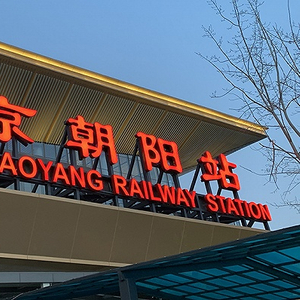 京朝阳站
AOYANG RAILWAY STATION